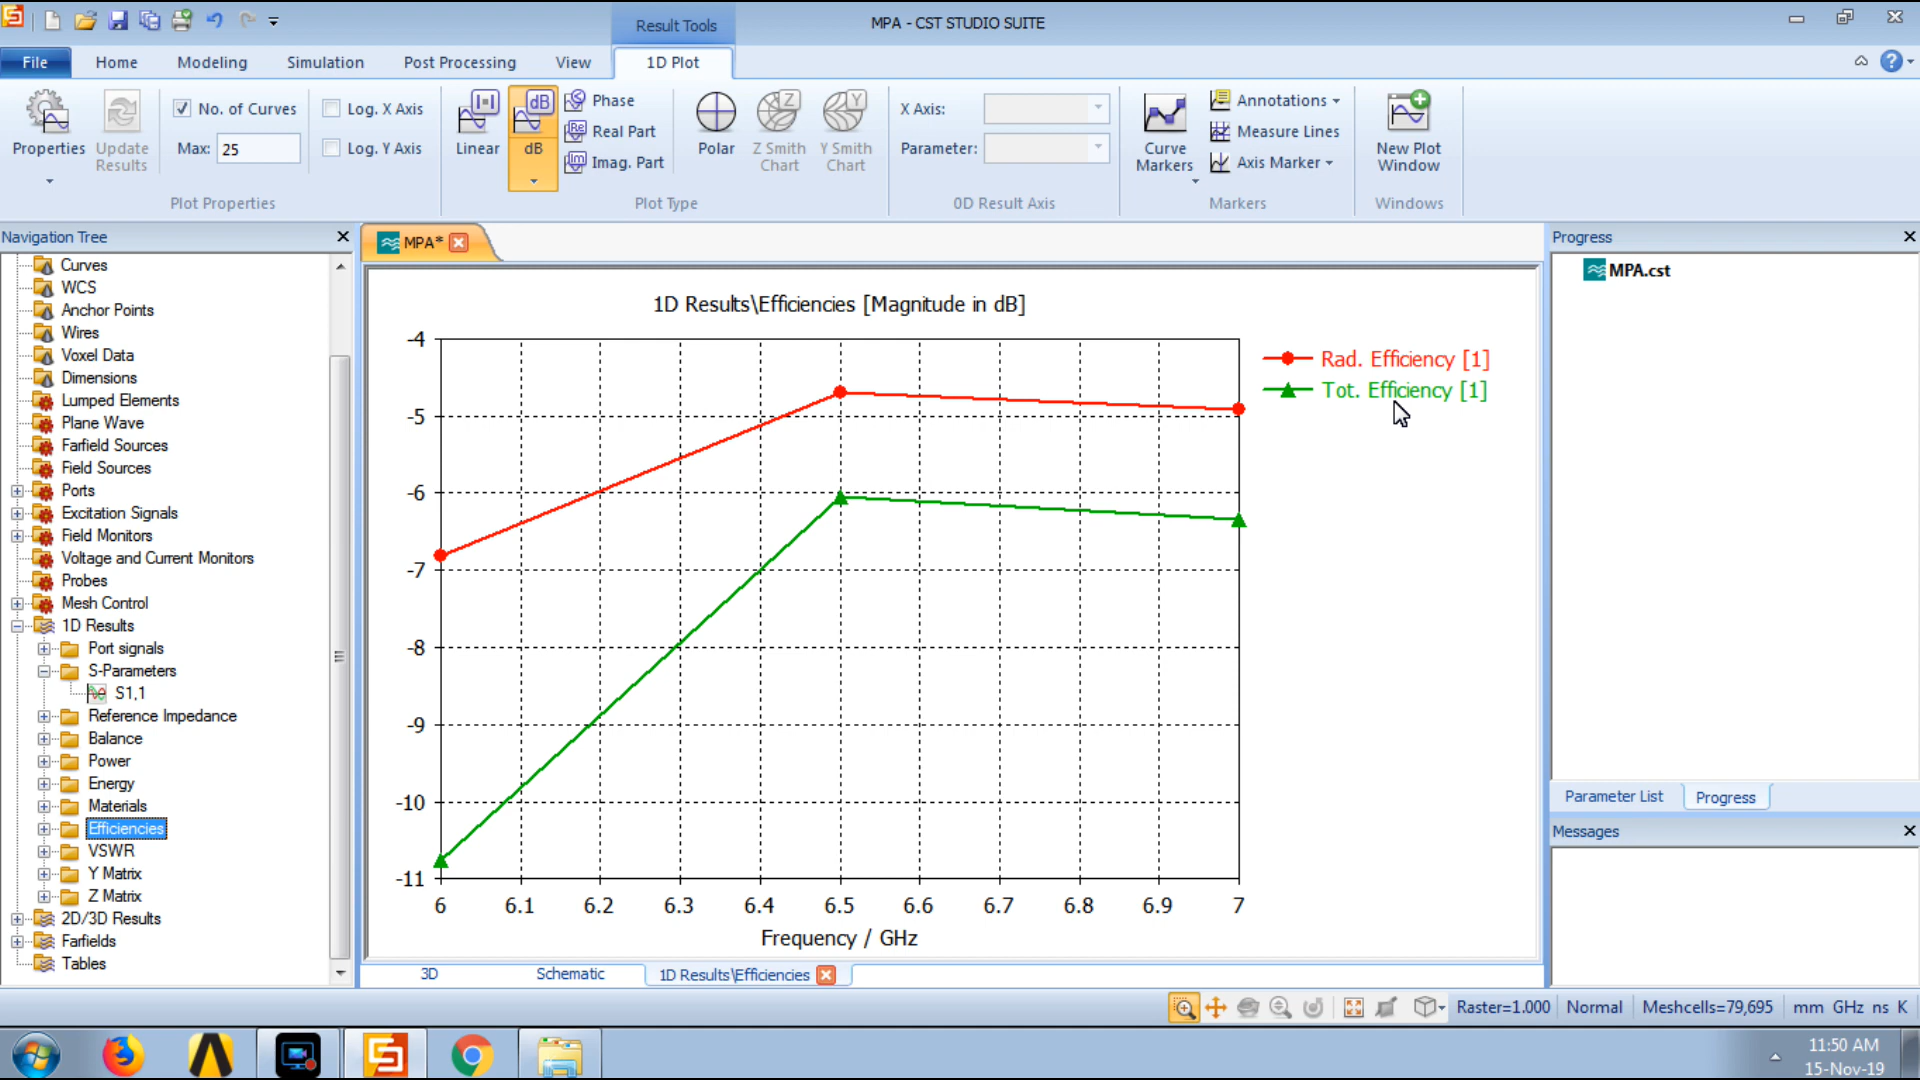 Result Tools
MPA - CST STUDIO SUITE
File
Home
Modeling
Simulation
Post Processing
View
1D Plot
Properties
Update Results
No. of Curves
Max: 25
Log. X Axis
Log. Y Axis
Plot Properties
Linear
dB
dB
Phase
Real Part
Imag. Part
Polar
Z Smith Chart
Y Smith Chart
Plot Type
X Axis:
Parameter:
0D Result Axis
Curve Markers
Annotations
Measure Lines
Axis Marker
Markers
New Plot Window
Windows
Navigation Tree
Curves
WCS
Anchor Points
Wires
Voxel Data
Dimensions
Lumped Elements
Plane Wave
Farfield Sources
Field Sources
Ports
Excitation Signals
Field Monitors
Voltage and Current Monitors
Probes
Mesh Control
1D Results
Port signals
S-Parameters
S1,1
Reference Impedance
Balance
Power
Energy
Materials
Efficiencies
VSWR
Y Matrix
Z Matrix
2D/3D Results
Farfields
Tables
MPA*
1D Results\Efficiencies [Magnitude in dB]
-4
-5
-6
-7
-8
-9
-10
-11
6 6.1 6.2 6.3 6.4 6.5 6.6 6.7 6.8 6.9 7
Frequency / GHz
Rad. Efficiency [1]
Tot. Efficiency [1]
3D
Schematic
1D Results\Efficiencies
Progress
MPA.cst
Parameter List
Progress
Messages
Raster=1.000
Normal
Meshcells=79,695
mm GHz ns K
11:50 AM
15-Nov-19